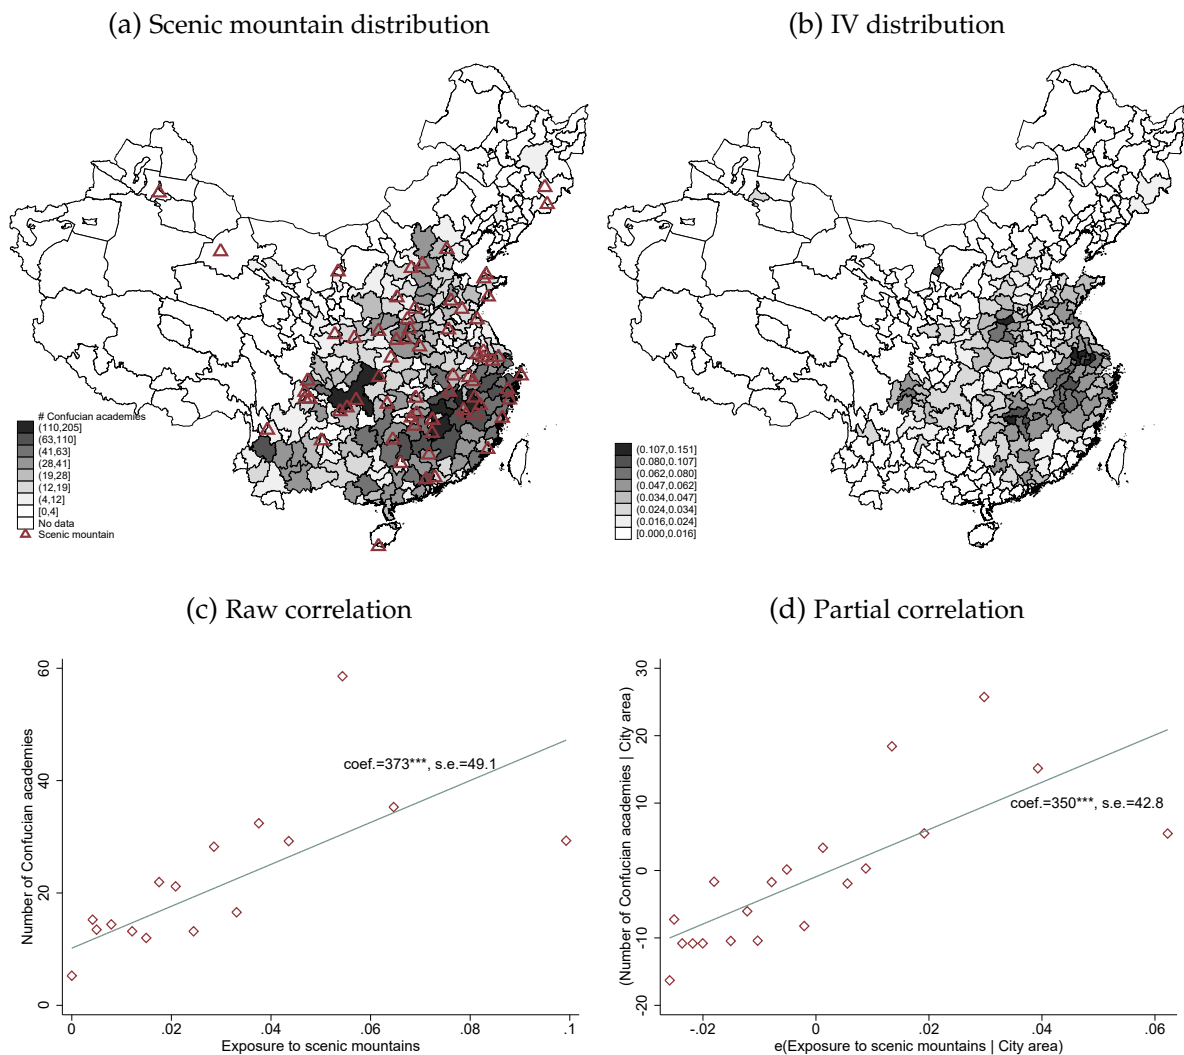 (a) Scenic mountain distribution
(b) IV distribution
# Confucian academies
(110,205]
(63,110]
(41,63]
(28,41]
(19,28]
(12,19]
(4,12]
[0,4]
No data
Scenic mountain
(0.107,0.151]
(0.080,0.107]
(0.062,0.080]
(0.047,0.062]
(0.034,0.047]
(0.024,0.034]
(0.016,0.024]
[0.000,0.016]
(c) Raw correlation
Number of Confucian academies
60
40
20
0
coef.=373***, s.e.=49.1
0 .02 .04 .06 .08 .1
Exposure to scenic mountains
(d) Partial correlation
(Number of Confucian academies | City area)
30
20
10
0
-10
-20
coef.=350***, s.e.=42.8
-.02 0 .02 .04 .06
e(Exposure to scenic mountains | City area)